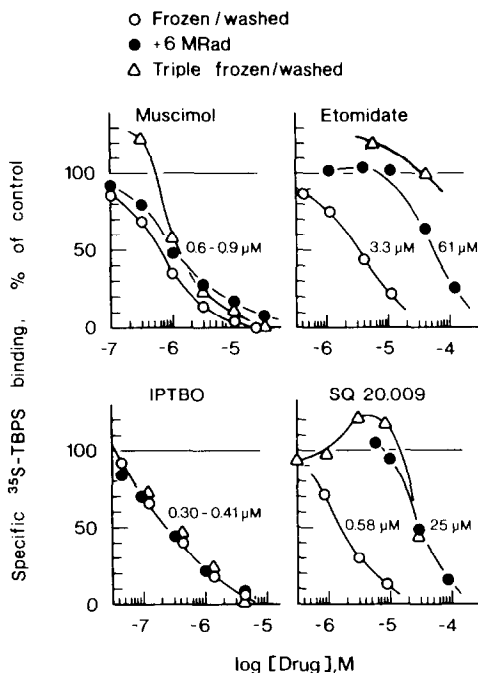 Frozen/washed
+6 MRad
Triple frozen/washed
Muscimol
Etomidate
100
50
0
0.6 - 0.9 µM
3.3 µM
61 µM
-7
-6
-5
-6
-5
-4
IPTBO
SQ 20.009
100
50
0
0.30 - 0.41 µM
0.58 µM
25 µM
-7
-6
-5
-6
-5
-4
Specific ³⁵S-TBPS binding, % of control
log [Drug],M